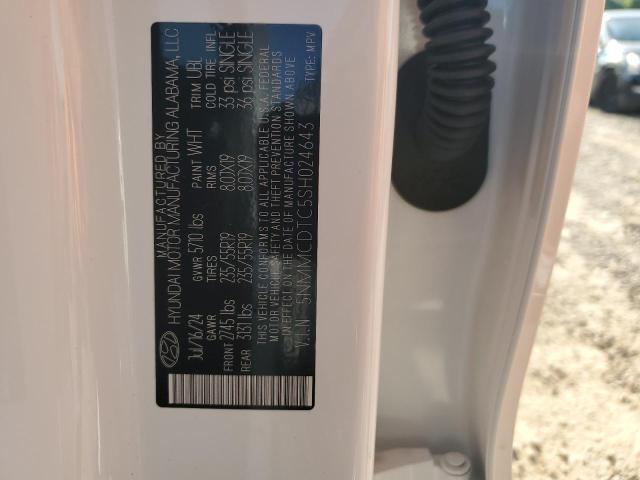 MANUFACTURED BY
HYUNDAI MOTOR MANUFACTURING ALABAMA, LLC
Jul/16/24 GVWR 5710 lbs PAINT WHT TRIM UBL
GAWR TIRES RIMS COLD TIRE INFL.
FRONT 2745 lbs 235/55R19 8.0JX19 33 psi SINGLE
REAR 3131 lbs 235/55R19 8.0JX19 36 psi SINGLE
THIS VEHICLE CONFORMS TO ALL APPLICABLE U.S.A. FEDERAL
MOTOR VEHICLE SAFETY AND THEFT PREVENTION STANDARDS
IN EFFECT ON THE DATE OF MANUFACTURE SHOWN ABOVE
V.I.N 5NMMCDTC5SH024643 TYPE: MPV